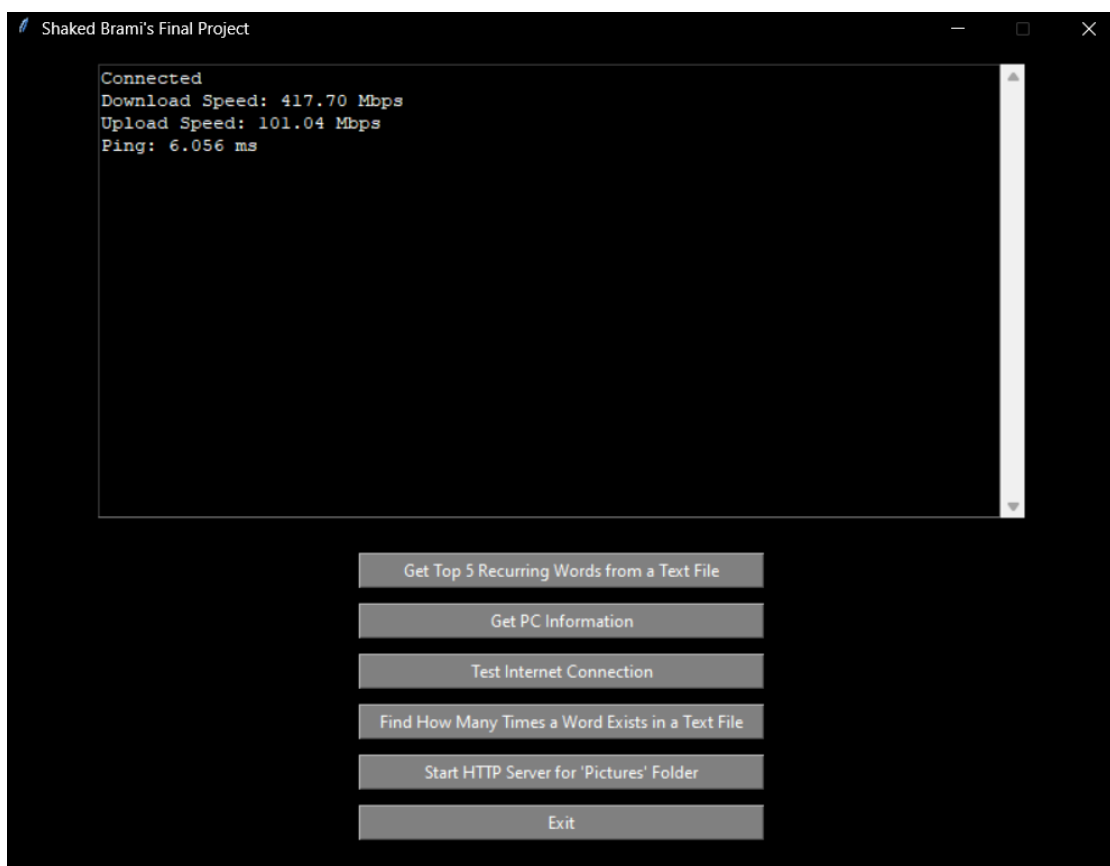 Shaked Brami's Final Project
Connected
Download Speed: 417.70 Mbps
Upload Speed: 101.04 Mbps
Ping: 6.056 ms
Get Top 5 Recurring Words from a Text File
Get PC Information
Test Internet Connection
Find How Many Times a Word Exists in a Text File
Start HTTP Server for 'Pictures' Folder
Exit